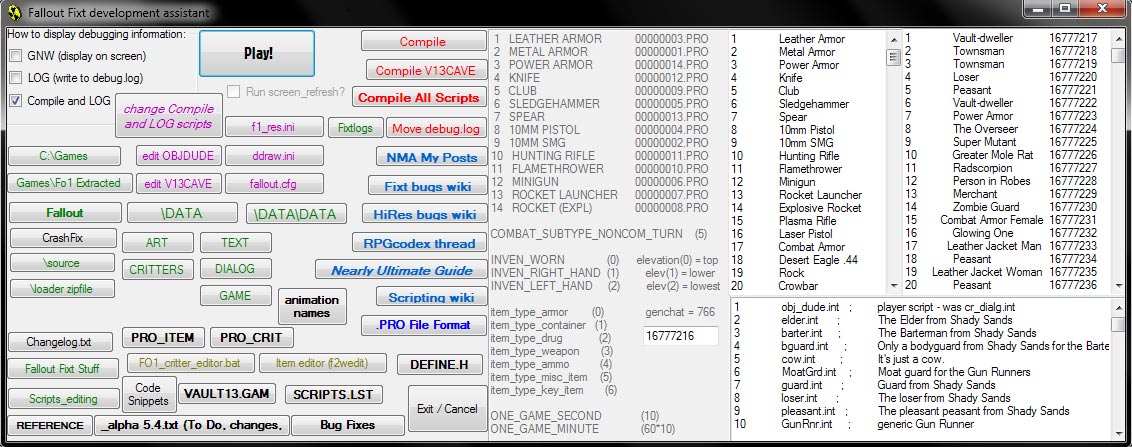 Fallout Fixt development assistant
How to display debugging information:
GNW (display on screen)
LOG (write to debug.log)
Compile and LOG
Play!
Run screen_refresh?
change Compile
and LOG scripts
Compile
Compile V13CAVE
Compile All Scripts
f1_res.ini
Fixtlogs
Move debug.log
C:\Games
edit OBJDUDE
ddraw.ini
NMA My Posts
Games\Fo1 Extracted
edit V13CAVE
fallout.cfg
Fixt bugs wiki
Fallout
\DATA
\DATA\DATA
HiRes bugs wiki
CrashFix
ART
TEXT
RPGcodex thread
\source
CRITTERS
DIALOG
Nearly Ultimate Guide
\loader zipfile
GAME
animation
names
Scripting wiki
.PRO File Format
Changelog.txt
PRO_ITEM
PRO_CRIT
Fallout Fixt Stuff
FO1_critter_editor.bat
Item editor (f2wedit)
DEFINE.H
Scripts_editing
Code
Snippets
VAULT13.GAM
SCRIPTS.LST
Exit / Cancel
REFERENCE
_alpha 5.4.txt (To Do, changes,
Bug Fixes
1 LEATHER ARMOR 00000003.PRO
2 METAL ARMOR 00000001.PRO
3 POWER ARMOR 00000014.PRO
4 KNIFE 00000012.PRO
5 CLUB 00000009.PRO
6 SLEDGEHAMMER 00000005.PRO
7 SPEAR 00000013.PRO
8 10MM PISTOL 00000004.PRO
9 10MM SMG 00000002.PRO
10 HUNTING RIFLE 00000011.PRO
11 FLAMETHROWER 00000010.PRO
12 MINIGUN 00000006.PRO
13 ROCKET LAUNCHER 00000007.PRO
14 ROCKET (EXPL) 00000008.PRO
COMBAT_SUBTYPE_NONCOM_TURN (5)
INVEN_WORN (0) elevation(0) = top
INVEN_RIGHT_HAND (1) elev(1) = lower
INVEN_LEFT_HAND (2) elev(2) = lowest
item_type_armor (0) genchat = 766
item_type_container (1)
item_type_drug (2)
16777216
item_type_weapon (3)
item_type_ammo (4)
item_type_misc_item (5)
item_type_key_item (6)
ONE_GAME_SECOND (10)
ONE_GAME_MINUTE (60*10)
1 Leather Armor
2 Metal Armor
3 Power Armor
4 Knife
5 Club
6 Sledgehammer
7 Spear
8 10mm Pistol
9 10mm SMG
10 Hunting Rifle
11 Flamethrower
12 Minigun
13 Rocket Launcher
14 Explosive Rocket
15 Plasma Rifle
16 Laser Pistol
17 Combat Armor
18 Desert Eagle .44
19 Rock
20 Crowbar
1 Vault-dweller 16777217
2 Townsman 16777218
3 Townsman 16777219
4 Loser 16777220
5 Peasant 16777221
6 Vault-dweller 16777222
7 Power Armor 16777223
8 The Overseer 16777224
9 Super Mutant 16777225
10 Greater Mole Rat 16777226
11 Radscorpion 16777227
12 Person in Robes 16777228
13 Merchant 16777229
14 Zombie Guard 16777230
15 Combat Armor Female 16777231
16 Glowing One 16777232
17 Leather Jacket Man 16777233
18 Peasant 16777234
19 Leather Jacket Woman 16777235
20 Peasant 16777236
1 obj_dude.int ; player script - was cr_dialg.int
2 elder.int ; The Elder from Shady Sands
3 barter.int ; The Barterman from Shady Sands
4 bguard.int ; Only a bodyguard from Shady Sands for the Barte
5 cow.int ; It's just a cow.
6 MoatGrd.int ; Moat guard for the Gun Runners
7 guard.int ; Guard from Shady Sands
8 loser.int ; The loser from Shady Sands
9 pleasant.int ; The pleasant peasant from Shady Sands
10 GunRnr.int ; generic Gun Runner